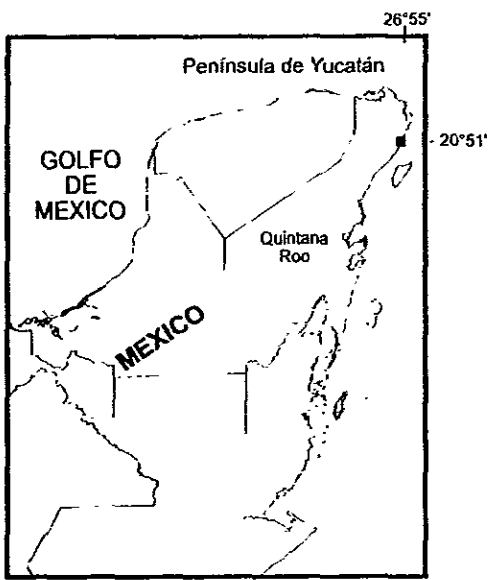 26°55'
Península de Yucatán
20°51'
GOLFO
DE
MEXICO
Quintana
Roo
MEXICO